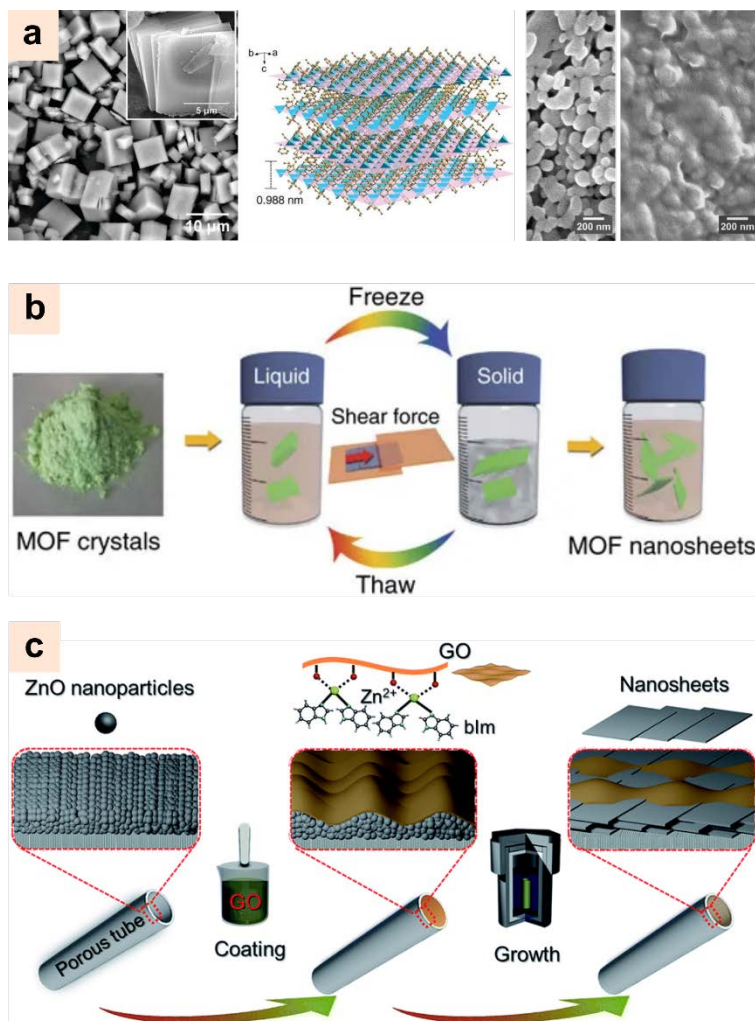 a
5 μm
10 μm
b a
c
0.988 nm
200 nm
200 nm
b
Freeze
Liquid
Solid
Shear force
MOF crystals
MOF nanosheets
Thaw
c
GO
ZnO nanoparticles
Zn2+
bIm
Nanosheets
GO
Coating
Growth
Porous tube